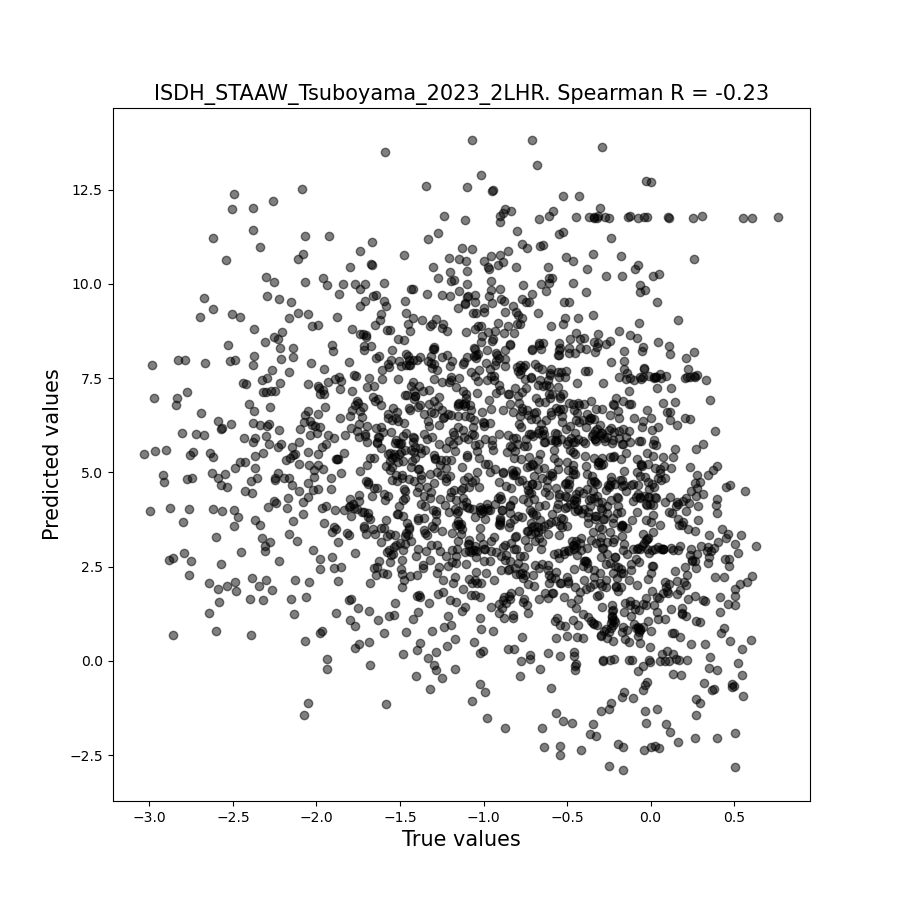 ISDH_STAAW_Tsuboyama_2023_2LHR. Spearman R = -0.23
12.5
10.0
7.5
5.0
2.5
0.0
−2.5
Predicted values
−3.0 −2.5 −2.0 −1.5 −1.0 −0.5 0.0 0.5
True values